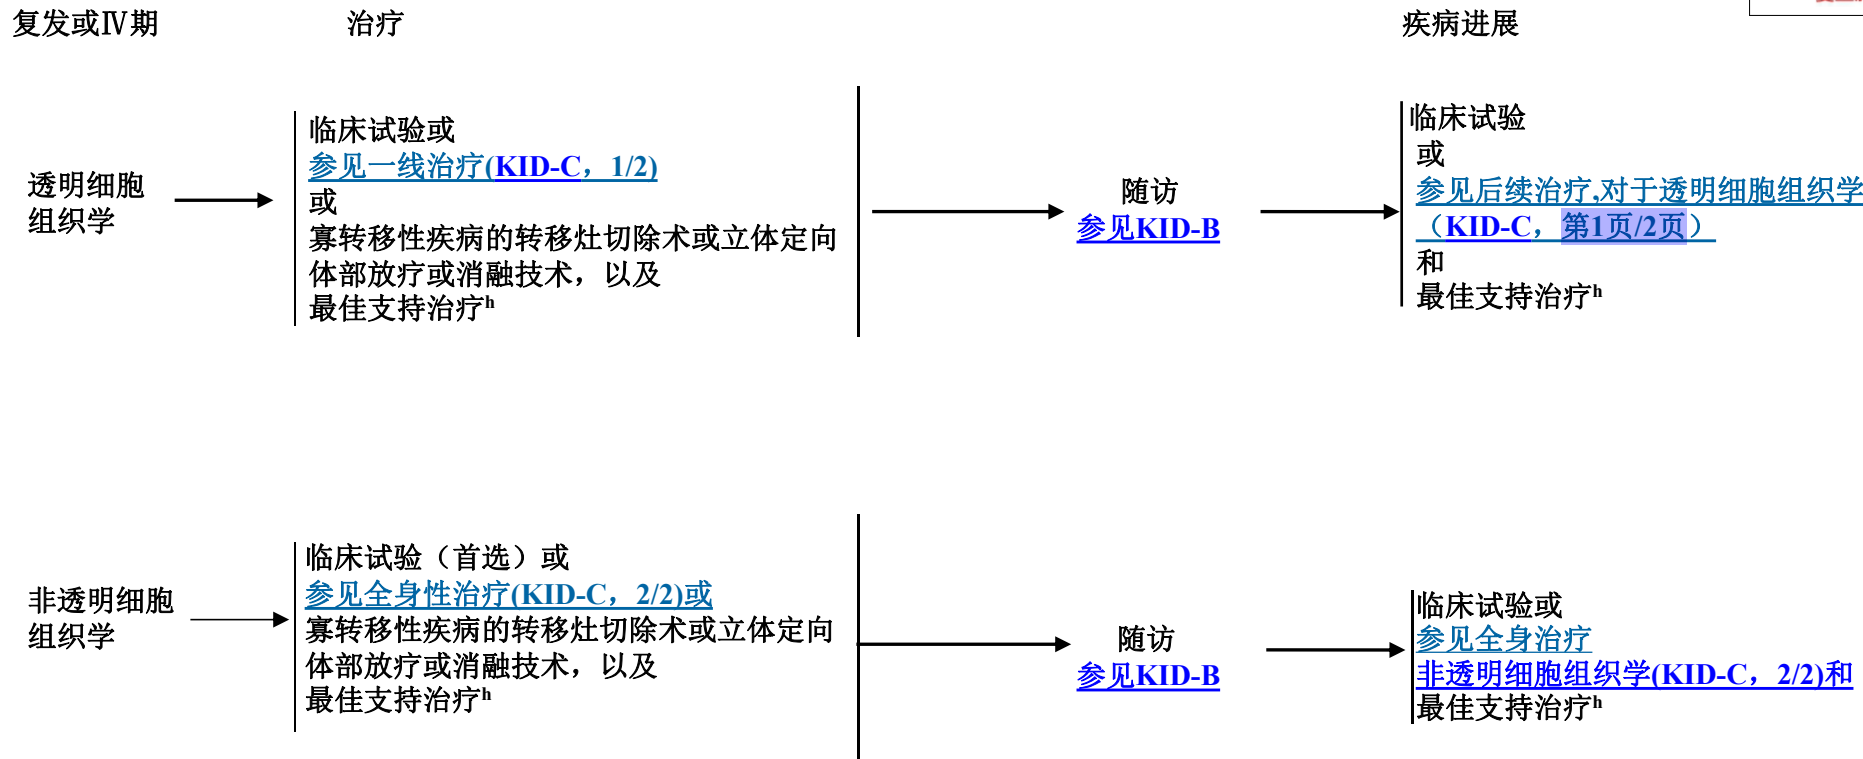 复发或Ⅳ期
治疗
疾病进展
透明细胞
组织学
临床试验或
参见一线治疗(KID-C，1/2)
或
寡转移性疾病的转移灶切除术或立体定向
体部放疗或消融技术，以及
最佳支持治疗h
随访
参见KID-B
临床试验
或
参见后续治疗,对于透明细胞组织学
（KID-C，第1页/2页）
和
最佳支持治疗h
非透明细胞
组织学
临床试验（首选）或
参见全身性治疗(KID-C，2/2)或
寡转移性疾病的转移灶切除术或立体定向
体部放疗或消融技术，以及
最佳支持治疗h
随访
参见KID-B
临床试验或
参见全身治疗
非透明细胞组织学(KID-C，2/2)和
最佳支持治疗h